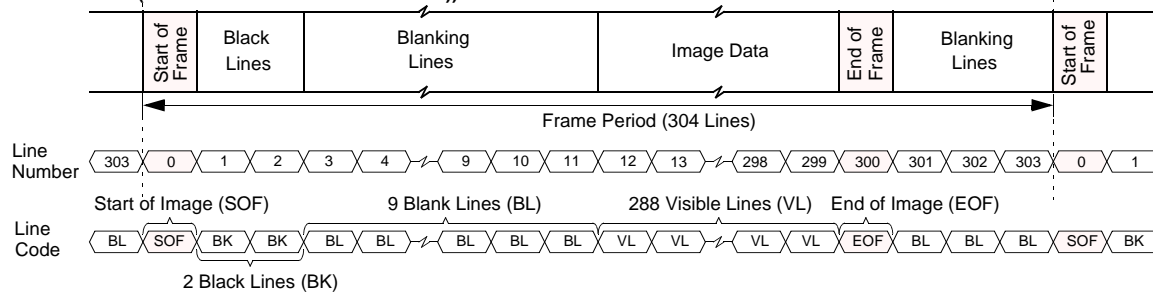 Start of Frame
Black Lines
Blanking Lines
Image Data
End of Frame
Blanking Lines
Start of Frame
Frame Period (304 Lines)
Line Number
303 0 1 2 3 4 9 10 11 12 13 298 299 300 301 302 303 0 1
Start of Image (SOF) 9 Blank Lines (BL) 288 Visible Lines (VL) End of Image (EOF)
Line Code
BL SOF BK BK BL BL BL BL BL VL VL VL VL EOF BL BL BL SOF BK
2 Black Lines (BK)